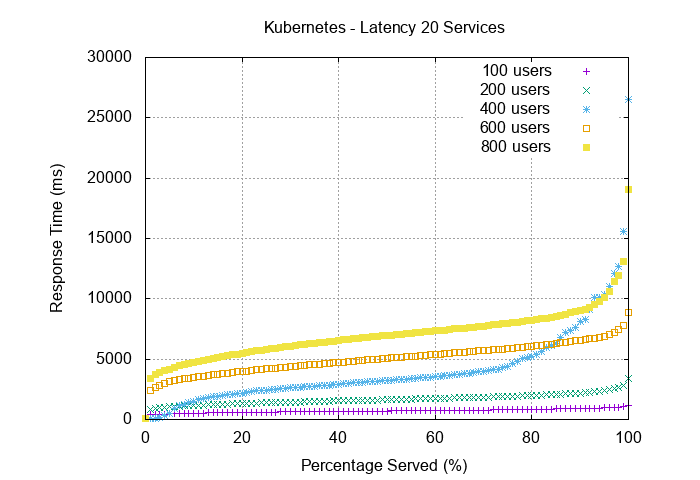 Kubernetes - Latency 20 Services
30000
25000
20000
15000
10000
5000
0
Response Time (ms)
100 users
200 users
400 users
600 users
800 users
0 20 40 60 80 100
Percentage Served (%)